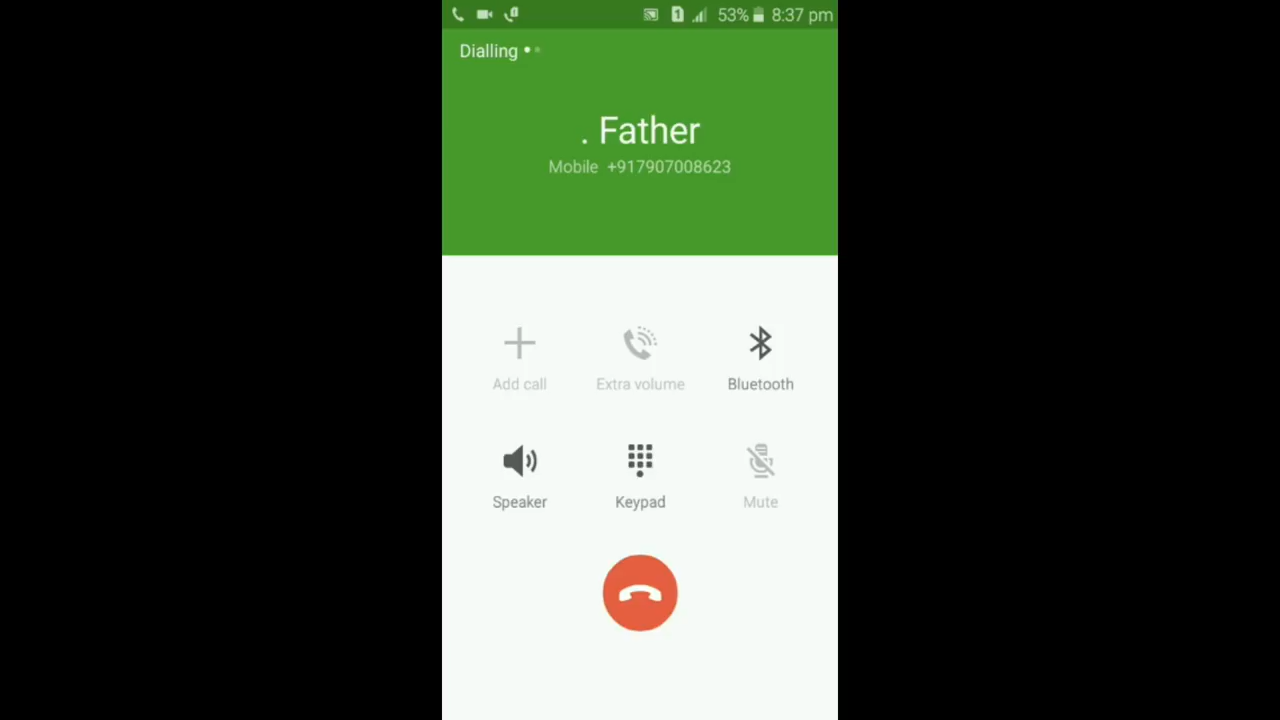 53% 8:37 pm
Dialling
. Father
Mobile +917907008623
Add call Extra volume Bluetooth
Speaker Keypad Mute